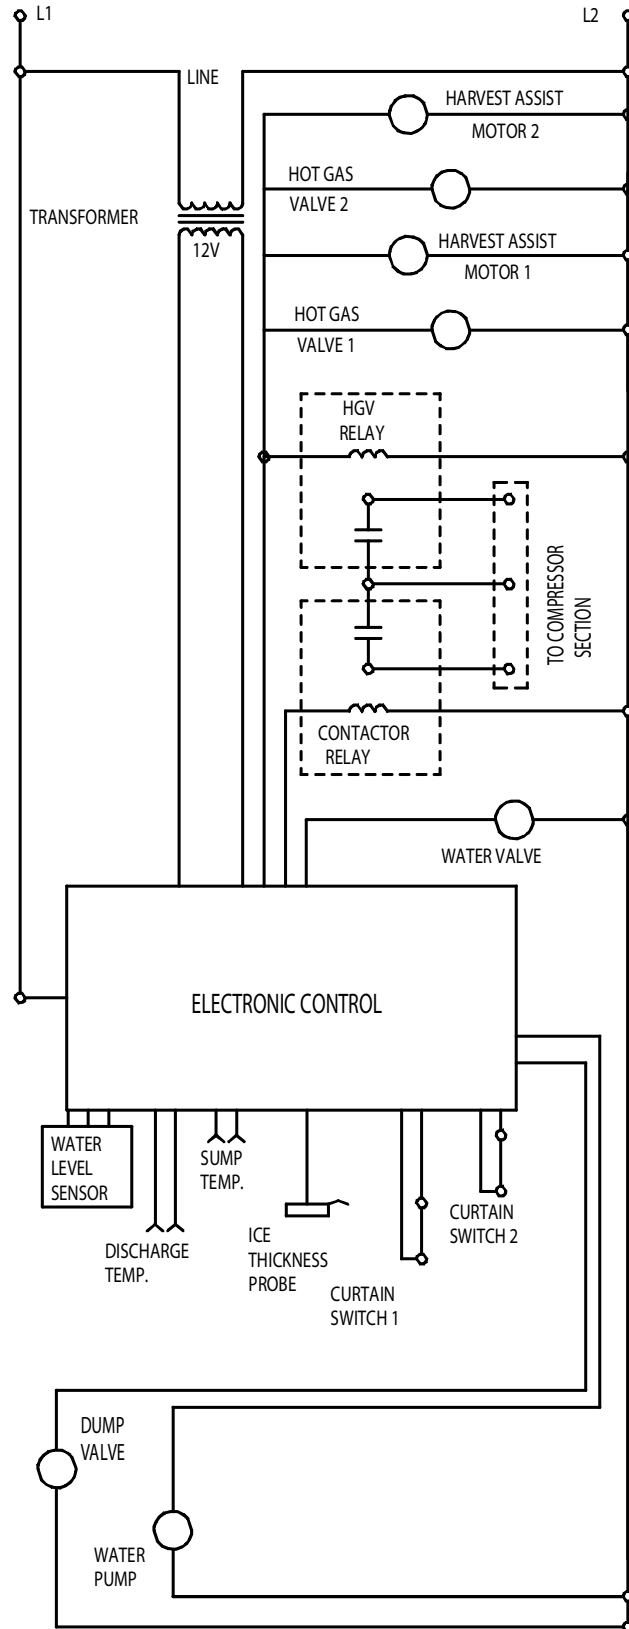 L1
L2
LINE
HARVEST ASSIST
MOTOR 2
HOT GAS
VALVE 2
TRANSFORMER
12V
HARVEST ASSIST
MOTOR 1
HOT GAS
VALVE 1
HGV
RELAY
TO COMPRESSOR
SECTION
CONTACTOR
RELAY
WATER VALVE
ELECTRONIC CONTROL
WATER
LEVEL
SENSOR
DISCHARGE
TEMP.
SUMP
TEMP.
ICE
THICKNESS
PROBE
CURTAIN
SWITCH 1
CURTAIN
SWITCH 2
DUMP
VALVE
WATER
PUMP